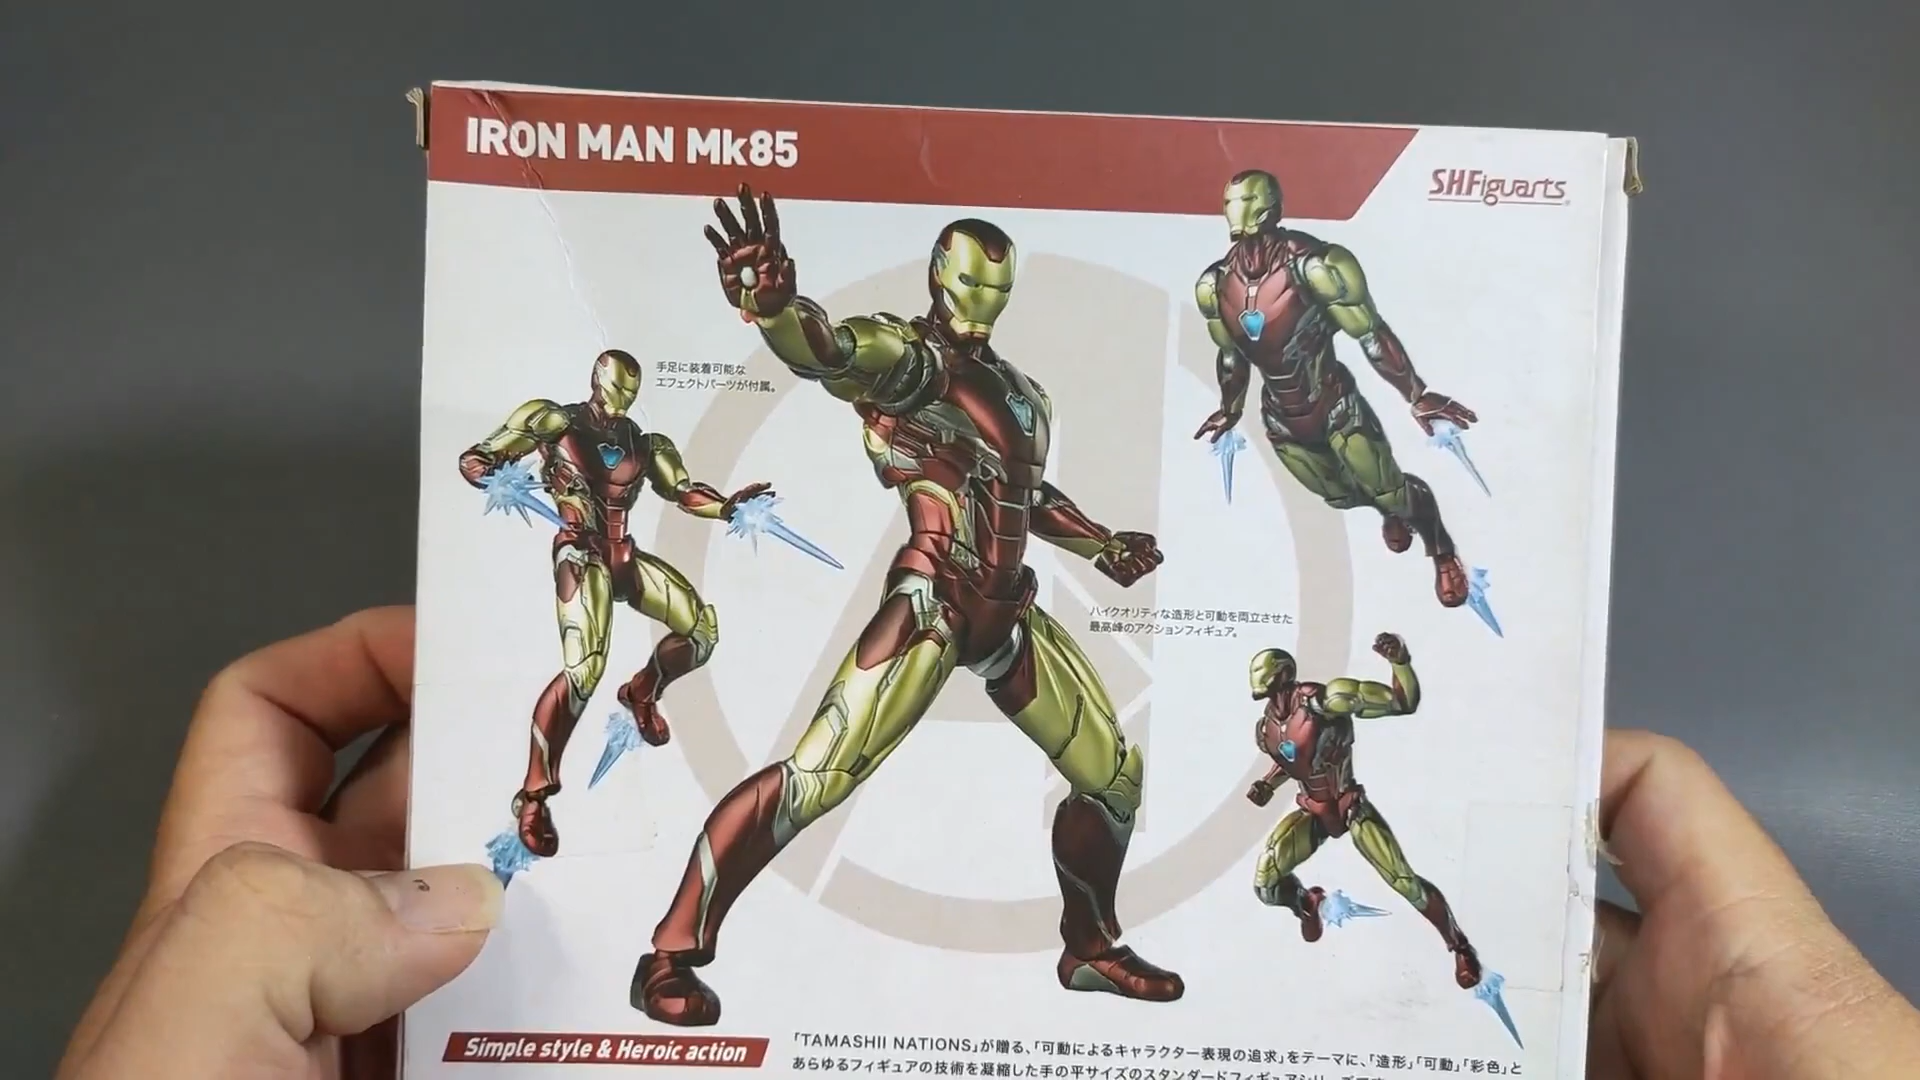 IRON MAN Mk85
SHFiguarts
手足に装着可能な
エフェクトパーツが付属。
ハイクオリティな造形と可動を両立させた
最高峰のアクションフィギュア。
Simple style & Heroic action
「TAMASHII NATIONS」が贈る、「可動によるキャラクター表現の追求」をテーマに、「造形」「可動」「彩色」と
あらゆるフィギュアの技術を凝縮した手の平サイズのスタンダードフィギュアシリーズです